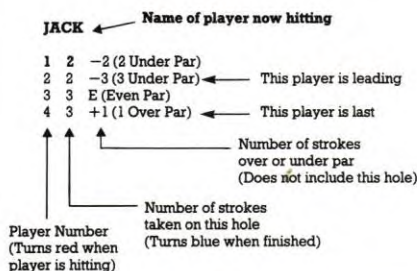 JACK
Name of player now hitting
1 2 −2 (2 Under Par)
2 2 −3 (3 Under Par)
This player is leading
3 3 E (Even Par)
4 3 +1 (1 Over Par)
This player is last
Number of strokes
over or under par
(Does not include this hole)
Number of strokes
taken on this hole
(Turns blue when finished)
Player Number
(Turns red when
player is hitting)